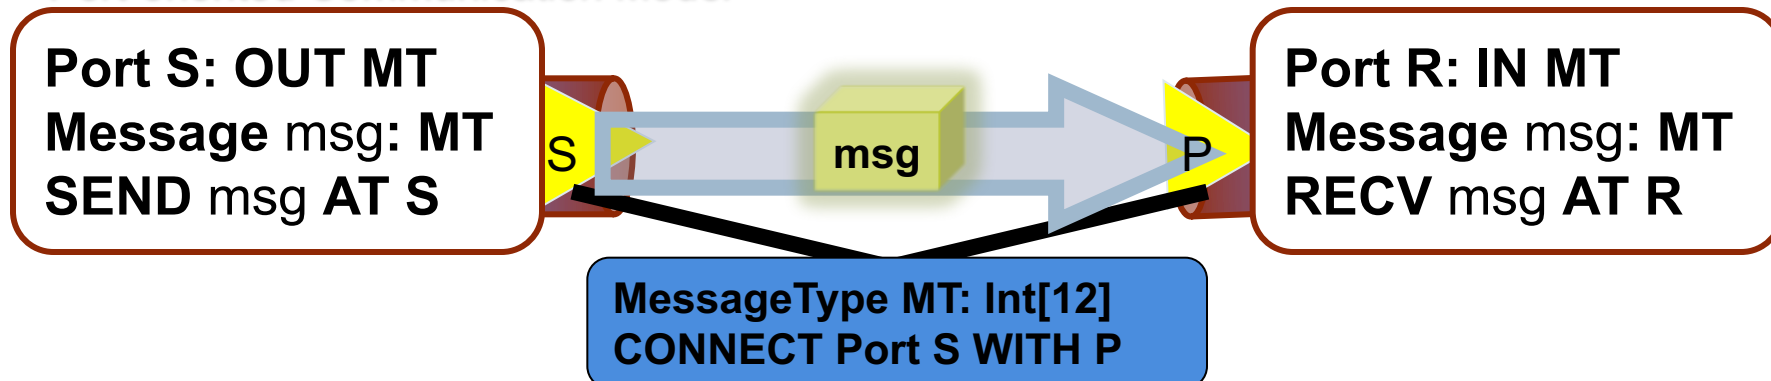 Port S: OUT MT
Message msg: MT
SEND msg AT S
S
msg
P
Port R: IN MT
Message msg: MT
RECV msg AT R
MessageType MT: Int[12]
CONNECT Port S WITH P